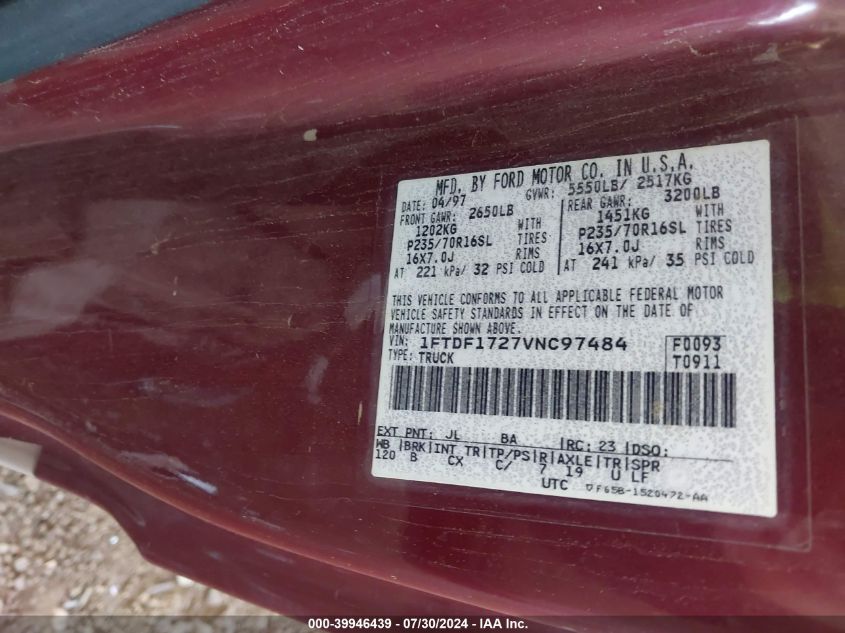 MFD. BY FORD MOTOR CO. IN U.S.A.
DATE: 04/97 GVWR: 5550LB/ 2517KG
FRONT GAWR: 2650LB REAR GAWR: 3200LB
1202KG WITH 1451KG WITH
P235/70R16SL TIRES P235/70R16SL TIRES
16X7.0J RIMS 16X7.0J RIMS
AT 221 kPa/ 32 PSI COLD AT 241 kPa/ 35 PSI COLD
THIS VEHICLE CONFORMS TO ALL APPLICABLE FEDERAL MOTOR
VEHICLE SAFETY STANDARDS IN EFFECT ON THE DATE OF
MANUFACTURE SHOWN ABOVE.
VIN: 1FTDF1727VNC97484 F0093
TYPE: TRUCK T0911
EXT PNT: JL BA RC: 23 DSO:
WB BRK INT TR TP/PS R AXLE TR SPR
120 B CX C/ 7 19 U LF
UTC F65B-1520472-AA
000-39946439 - 07/30/2024 - IAA Inc.